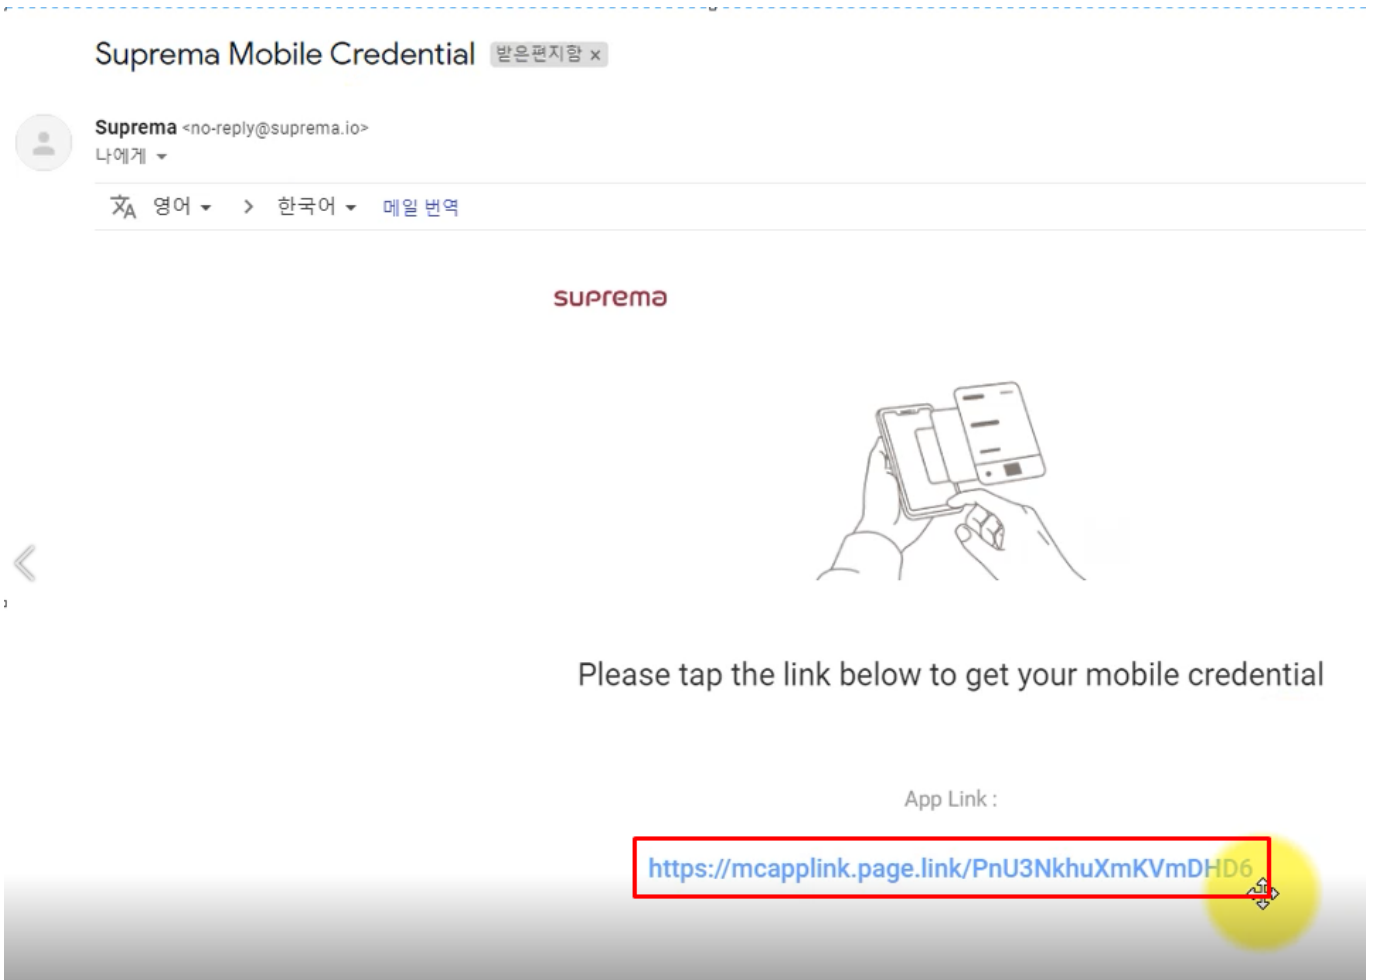 Suprema Mobile Credential 받은편지함 x
Suprema <no-reply@suprema.io>
나에게
영어 > 한국어 메일 번역
suprema
Please tap the link below to get your mobile credential
App Link :
https://mcapplink.page.link/PnU3NkhuXmKVmDHD6